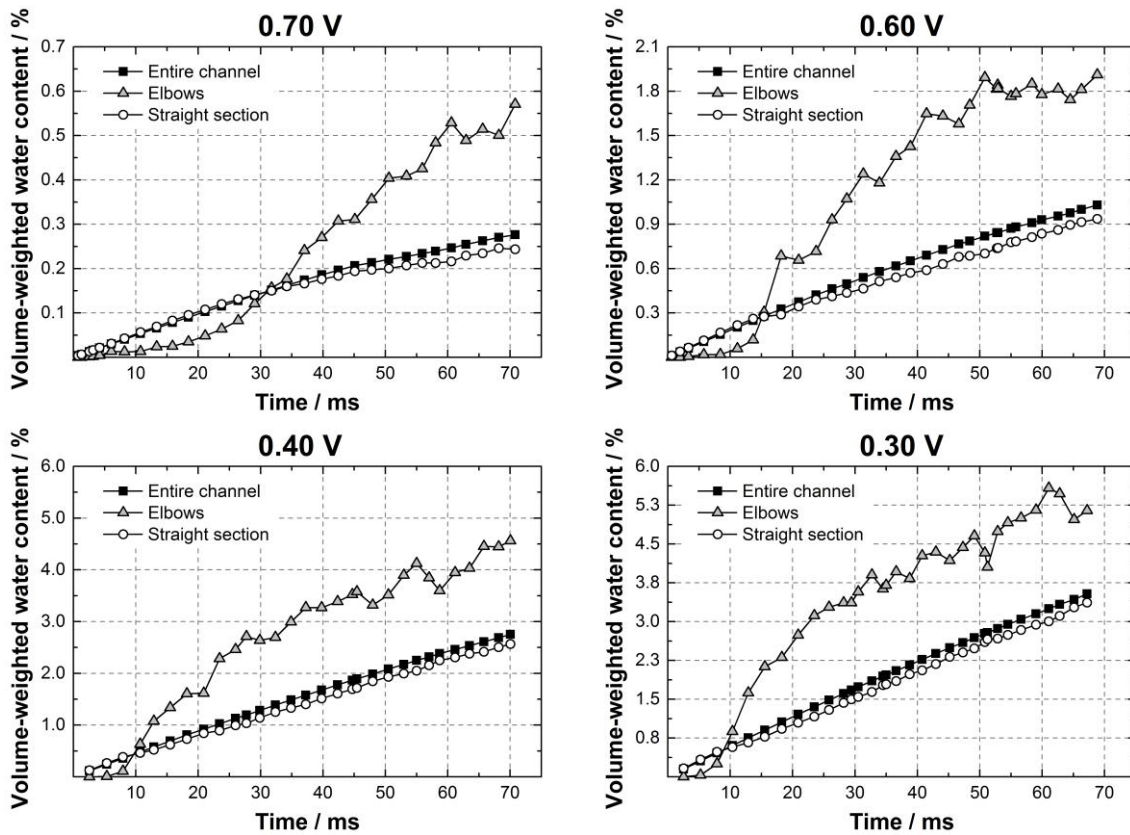 0.70 V
Volume-weighted water content / %
0.7
0.6
0.5
0.4
0.3
0.2
0.1
Entire channel
Elbows
Straight section
10 20 30 40 50 60 70
Time / ms
0.60 V
Volume-weighted water content / %
2.1
1.8
1.5
1.2
0.9
0.6
0.3
Entire channel
Elbows
Straight section
10 20 30 40 50 60 70
Time / ms
0.40 V
Volume-weighted water content / %
6.0
5.0
4.0
3.0
2.0
1.0
Entire channel
Elbows
Straight section
10 20 30 40 50 60 70
Time / ms
0.30 V
Volume-weighted water content / %
6.0
5.3
4.5
3.8
3.0
2.3
1.5
0.8
Entire channel
Elbows
Straight section
10 20 30 40 50 60 70
Time / ms